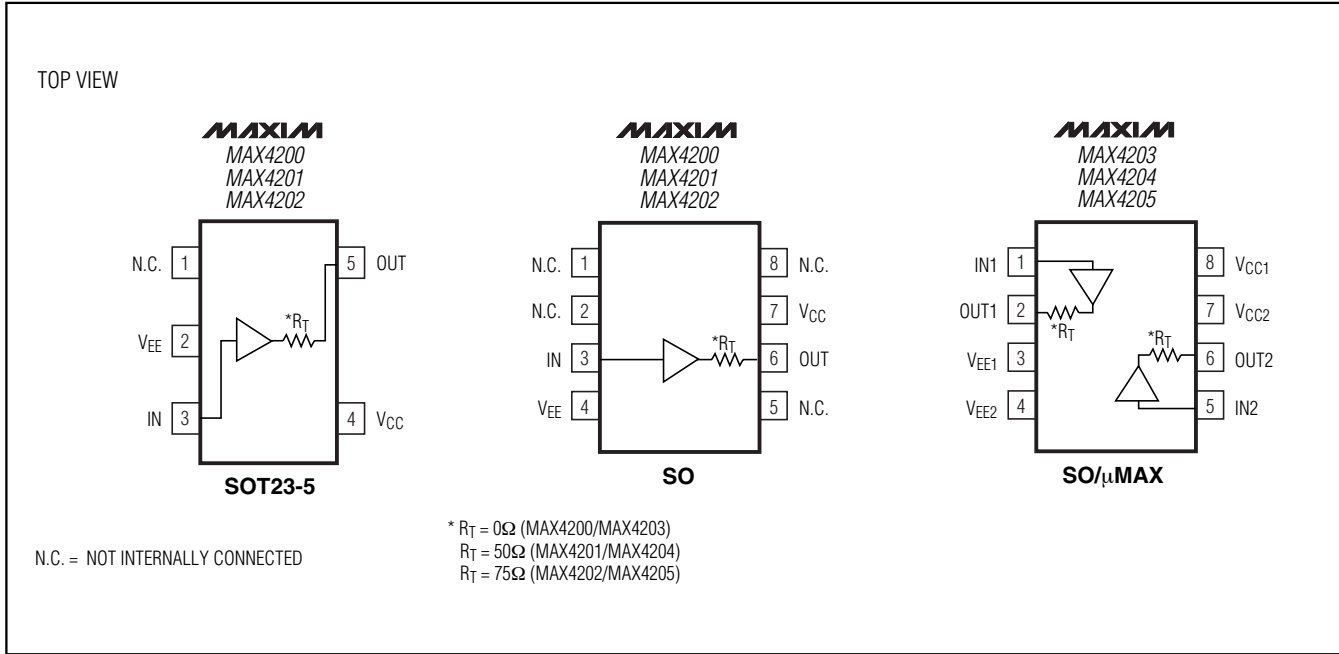 TOP VIEW
MAXIM
MAX4200
MAX4201
MAX4202
N.C. 1
5 OUT
*RT
VEE 2
IN 3
4 VCC
SOT23-5
MAXIM
MAX4200
MAX4201
MAX4202
N.C. 1
8 N.C.
N.C. 2
7 VCC
*RT
IN 3
6 OUT
VEE 4
5 N.C.
SO
MAXIM
MAX4203
MAX4204
MAX4205
IN1 1
8 VCC1
OUT1 2
*RT
7 VCC2
*RT
VEE1 3
6 OUT2
VEE2 4
5 IN2
SO/μMAX
N.C. = NOT INTERNALLY CONNECTED
* RT = 0Ω (MAX4200/MAX4203)
RT = 50Ω (MAX4201/MAX4204)
RT = 75Ω (MAX4202/MAX4205)